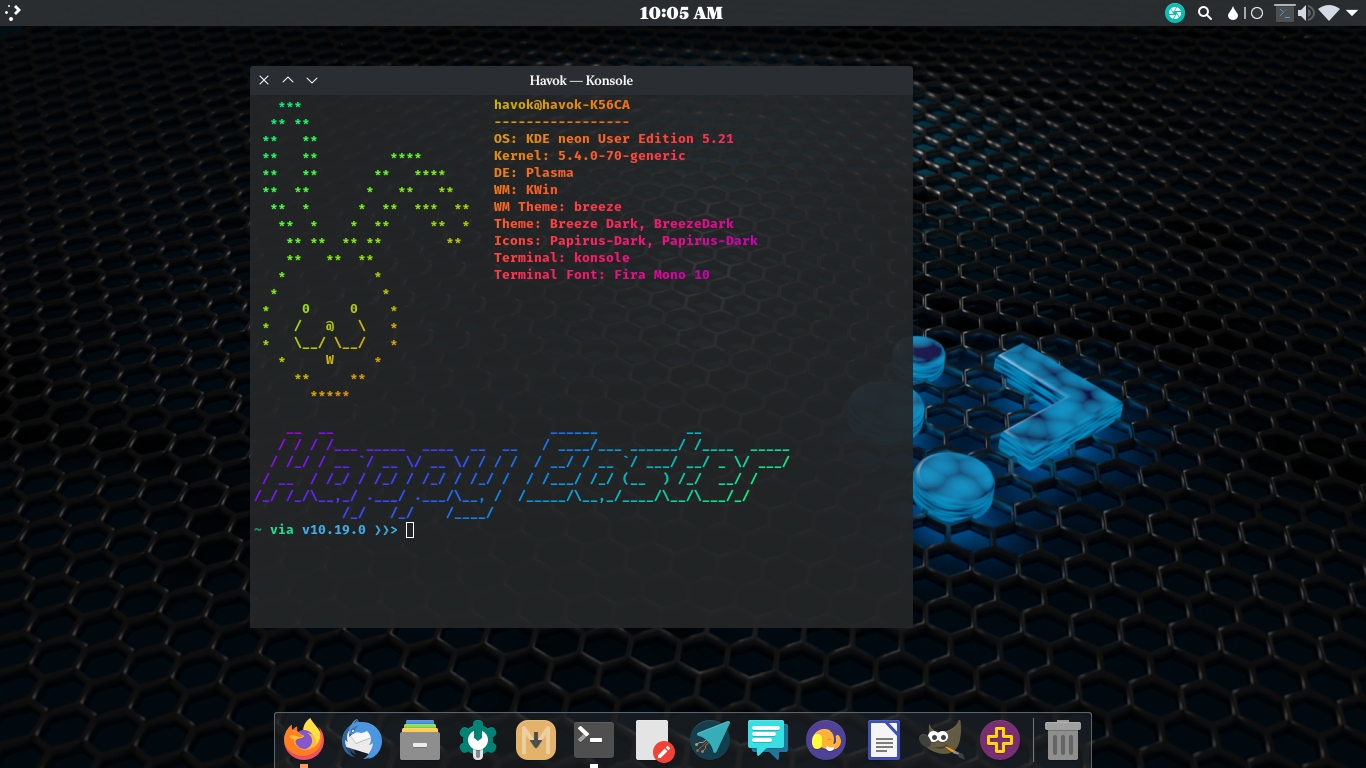 10:05 AM
Havok — Konsole
havok@havok-K56CA
-----------------
OS: KDE neon User Edition 5.21
Kernel: 5.4.0-70-generic
DE: Plasma
WM: KWin
WM Theme: breeze
Theme: Breeze Dark, BreezeDark
Icons: Papirus-Dark, Papirus-Dark
Terminal: konsole
Terminal Font: Fira Mono 10
Happy Easter
~ via v10.19.0 ❯❯>